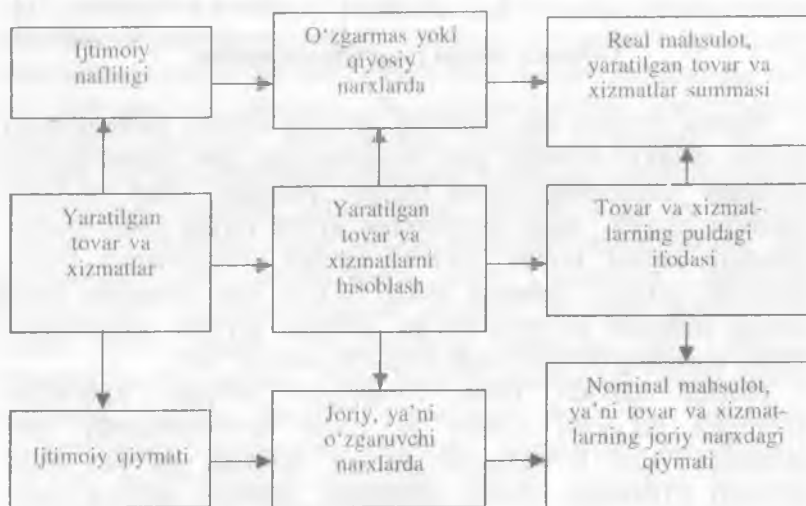 Ijtimoiy
nafliligi
O‘zgarmas yoki
qiyosiy
narxlarda
Real mahsulot,
yaratilgan tovar va
xizmatlar summasi
Yaratilgan
tovar va
xizmatlar
Yaratilgan
tovar va
xizmatlarni
hisoblash
Tovar va xizmat-
larning puldagi
ifodasi
Ijtimoiy qiymati
Joriy, ya’ni
o‘zgaruvchi
narxlarda
Nominal mahsulot,
ya’ni tovar va xizmat-
larning joriy narxdagi
qiymati